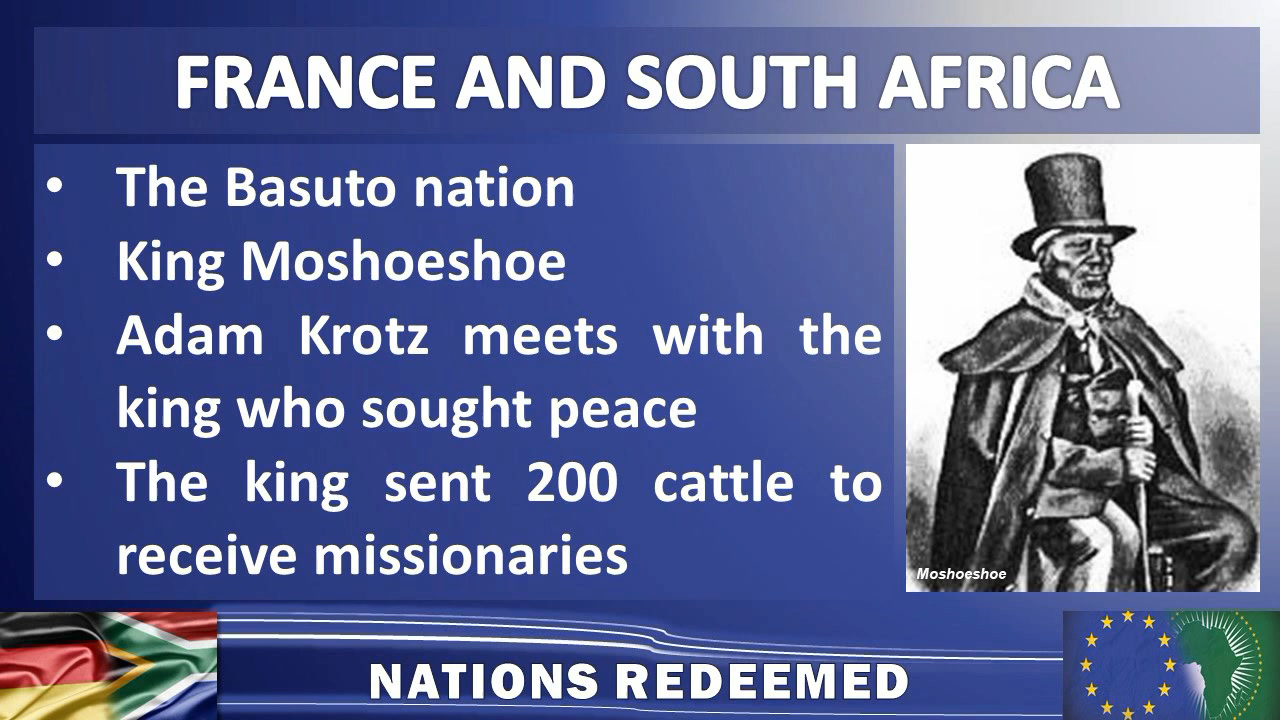 FRANCE AND SOUTH AFRICA
• The Basuto nation
• King Moshoeshoe
• Adam Krotz meets with the
king who sought peace
• The king sent 200 cattle to
receive missionaries
Moshoeshoe
NATIONS REDEEMED